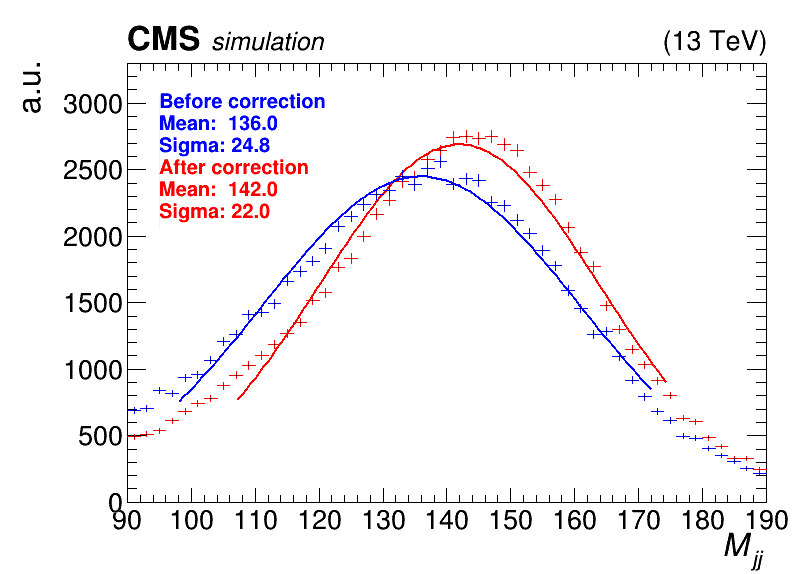 CMS simulation (13 TeV)
a.u.
3000
2500
2000
1500
1000
500
0
Before correction
Mean: 136.0
Sigma: 24.8
After correction
Mean: 142.0
Sigma: 22.0
90 100 110 120 130 140 150 160 170 180 190
M_jj